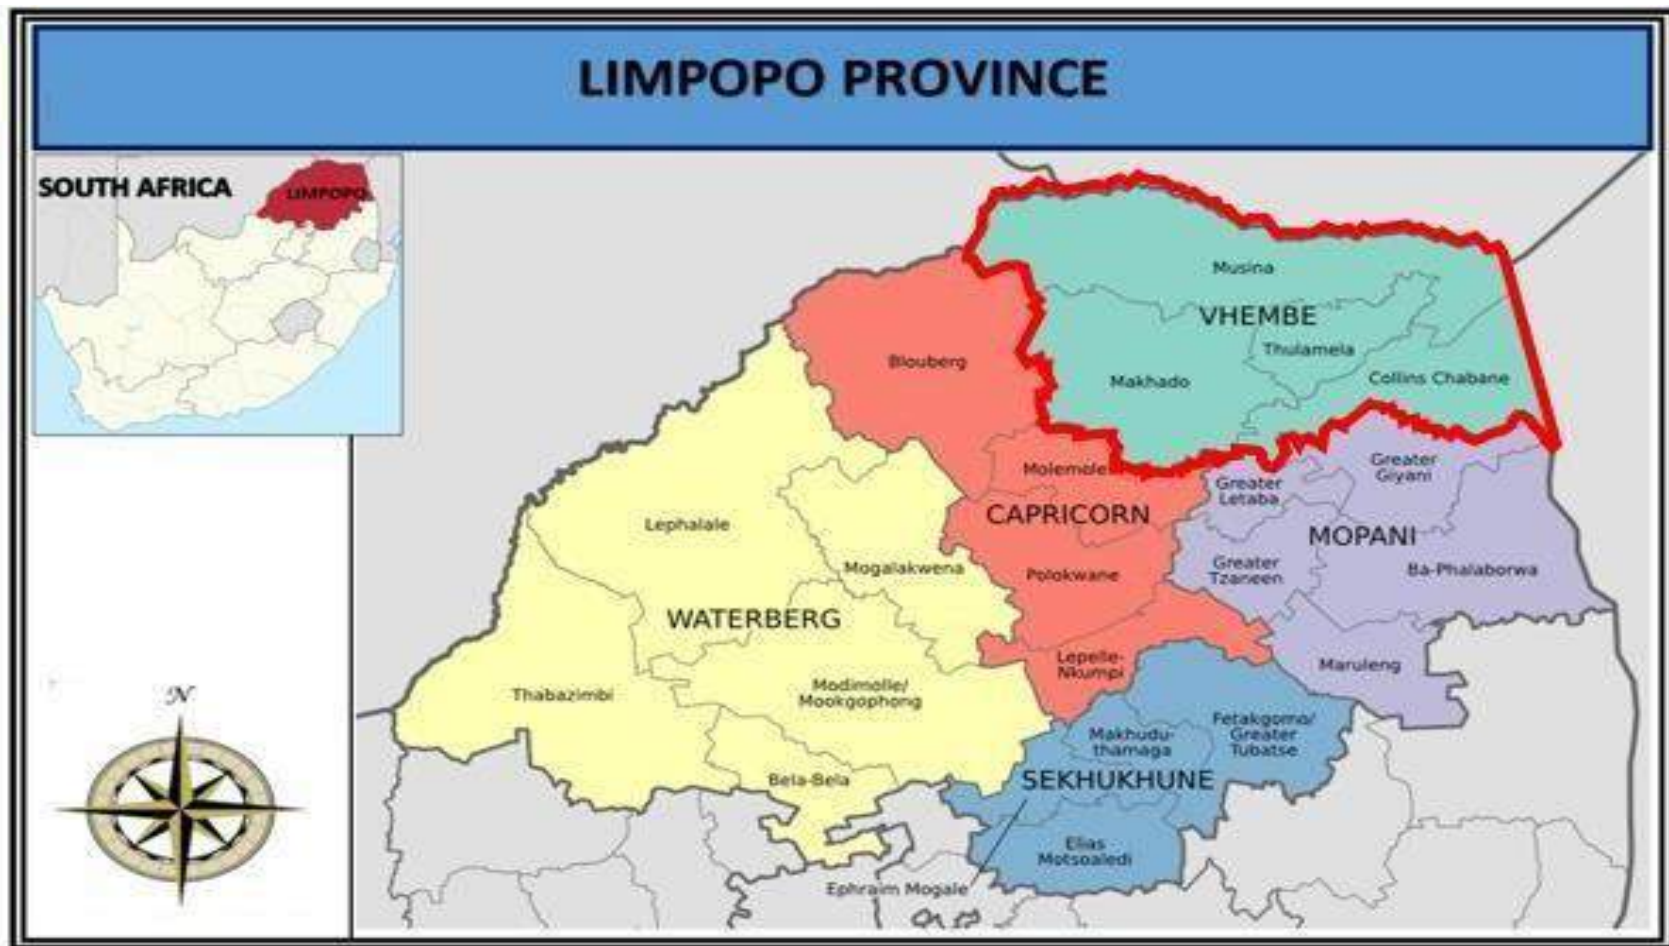 LIMPOPO PROVINCE
SOUTH AFRICA
LIMPOPO
N
Musina
VHEMBE
Thulamela
Makhado
Collins Chabane
Blouberg
Molemole
CAPRICORN
Polokwane
Lepelle-
Nkumpi
Greater
Giyani
Greater
Letaba
MOPANI
Greater
Tzaneen
Ba-Phalaborwa
Maruleng
Lephalale
Mogalakwena
WATERBERG
Thabazimbi
Modimolle/
Mookgophong
Bela-Bela
Makhudu-
thamaga
Fetakgomo/
Greater
Tubatse
SEKHUKHUNE
Elias
Motsoaledi
Ephraim Mogale